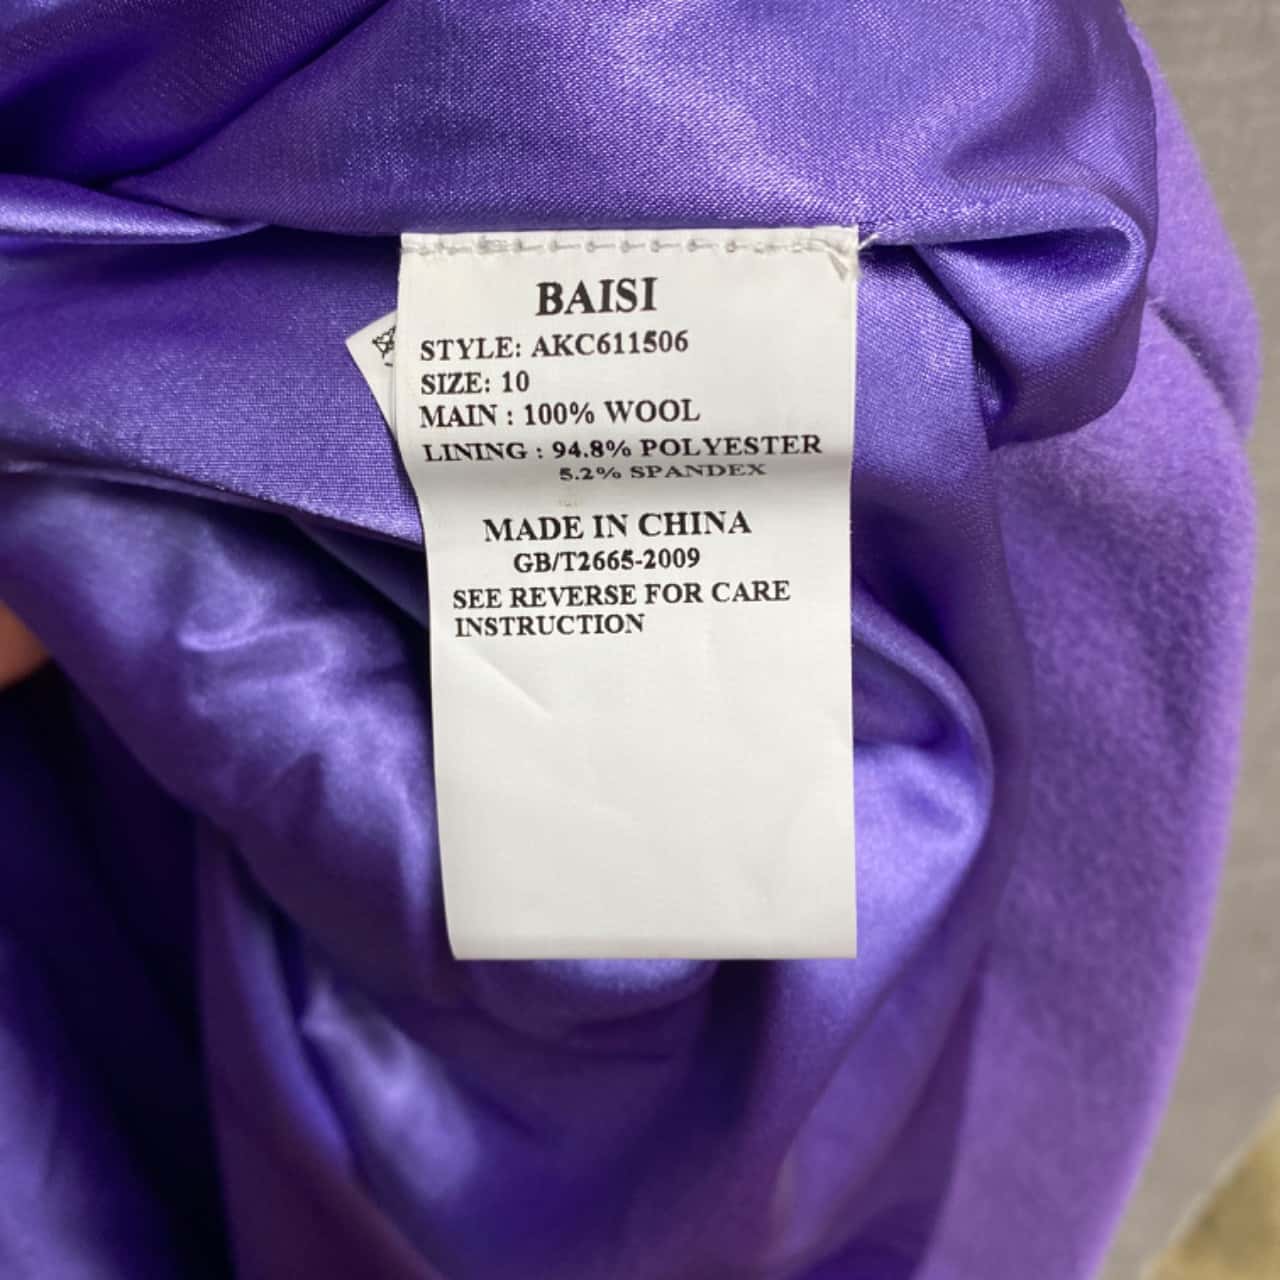 BAISI
STYLE: AKC611506
SIZE: 10
MAIN : 100% WOOL
LINING : 94.8% POLYESTER
5.2% SPANDEX
MADE IN CHINA
GB/T2665-2009
SEE REVERSE FOR CARE
INSTRUCTION